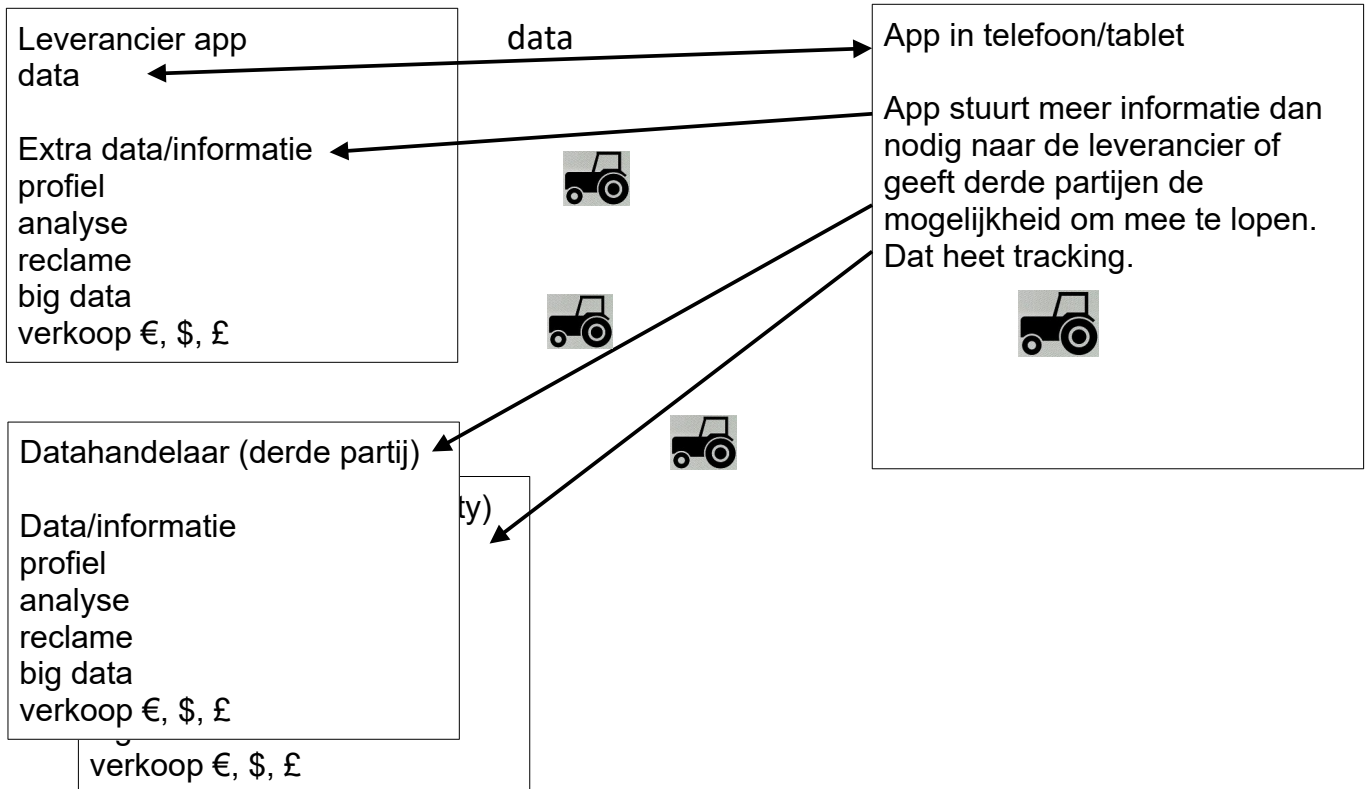 Leverancier app
data
Extra data/informatie
profiel
analyse
reclame
big data
verkoop €, $, £
data
App in telefoon/tablet
App stuurt meer informatie dan
nodig naar de leverancier of
geeft derde partijen de
mogelijkheid om mee te lopen.
Dat heet tracking.
Datahandelaar (derde partij)
Data/informatie
profiel
analyse
reclame
big data
verkoop €, $, £
ty)
verkoop €, $, £